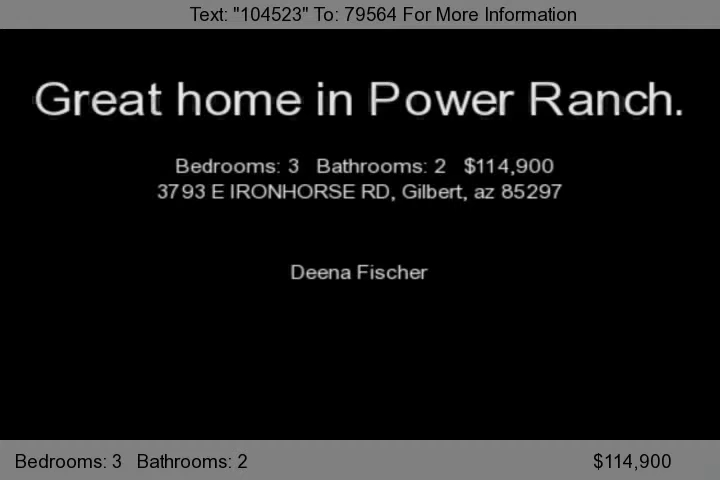 Text: "104523" To: 79564 For More Information
Great home in Power Ranch.
Bedrooms: 3 Bathrooms: 2 $114,900
3793 E IRONHORSE RD, Gilbert, az 85297
Deena Fischer
Bedrooms: 3 Bathrooms: 2 $114,900